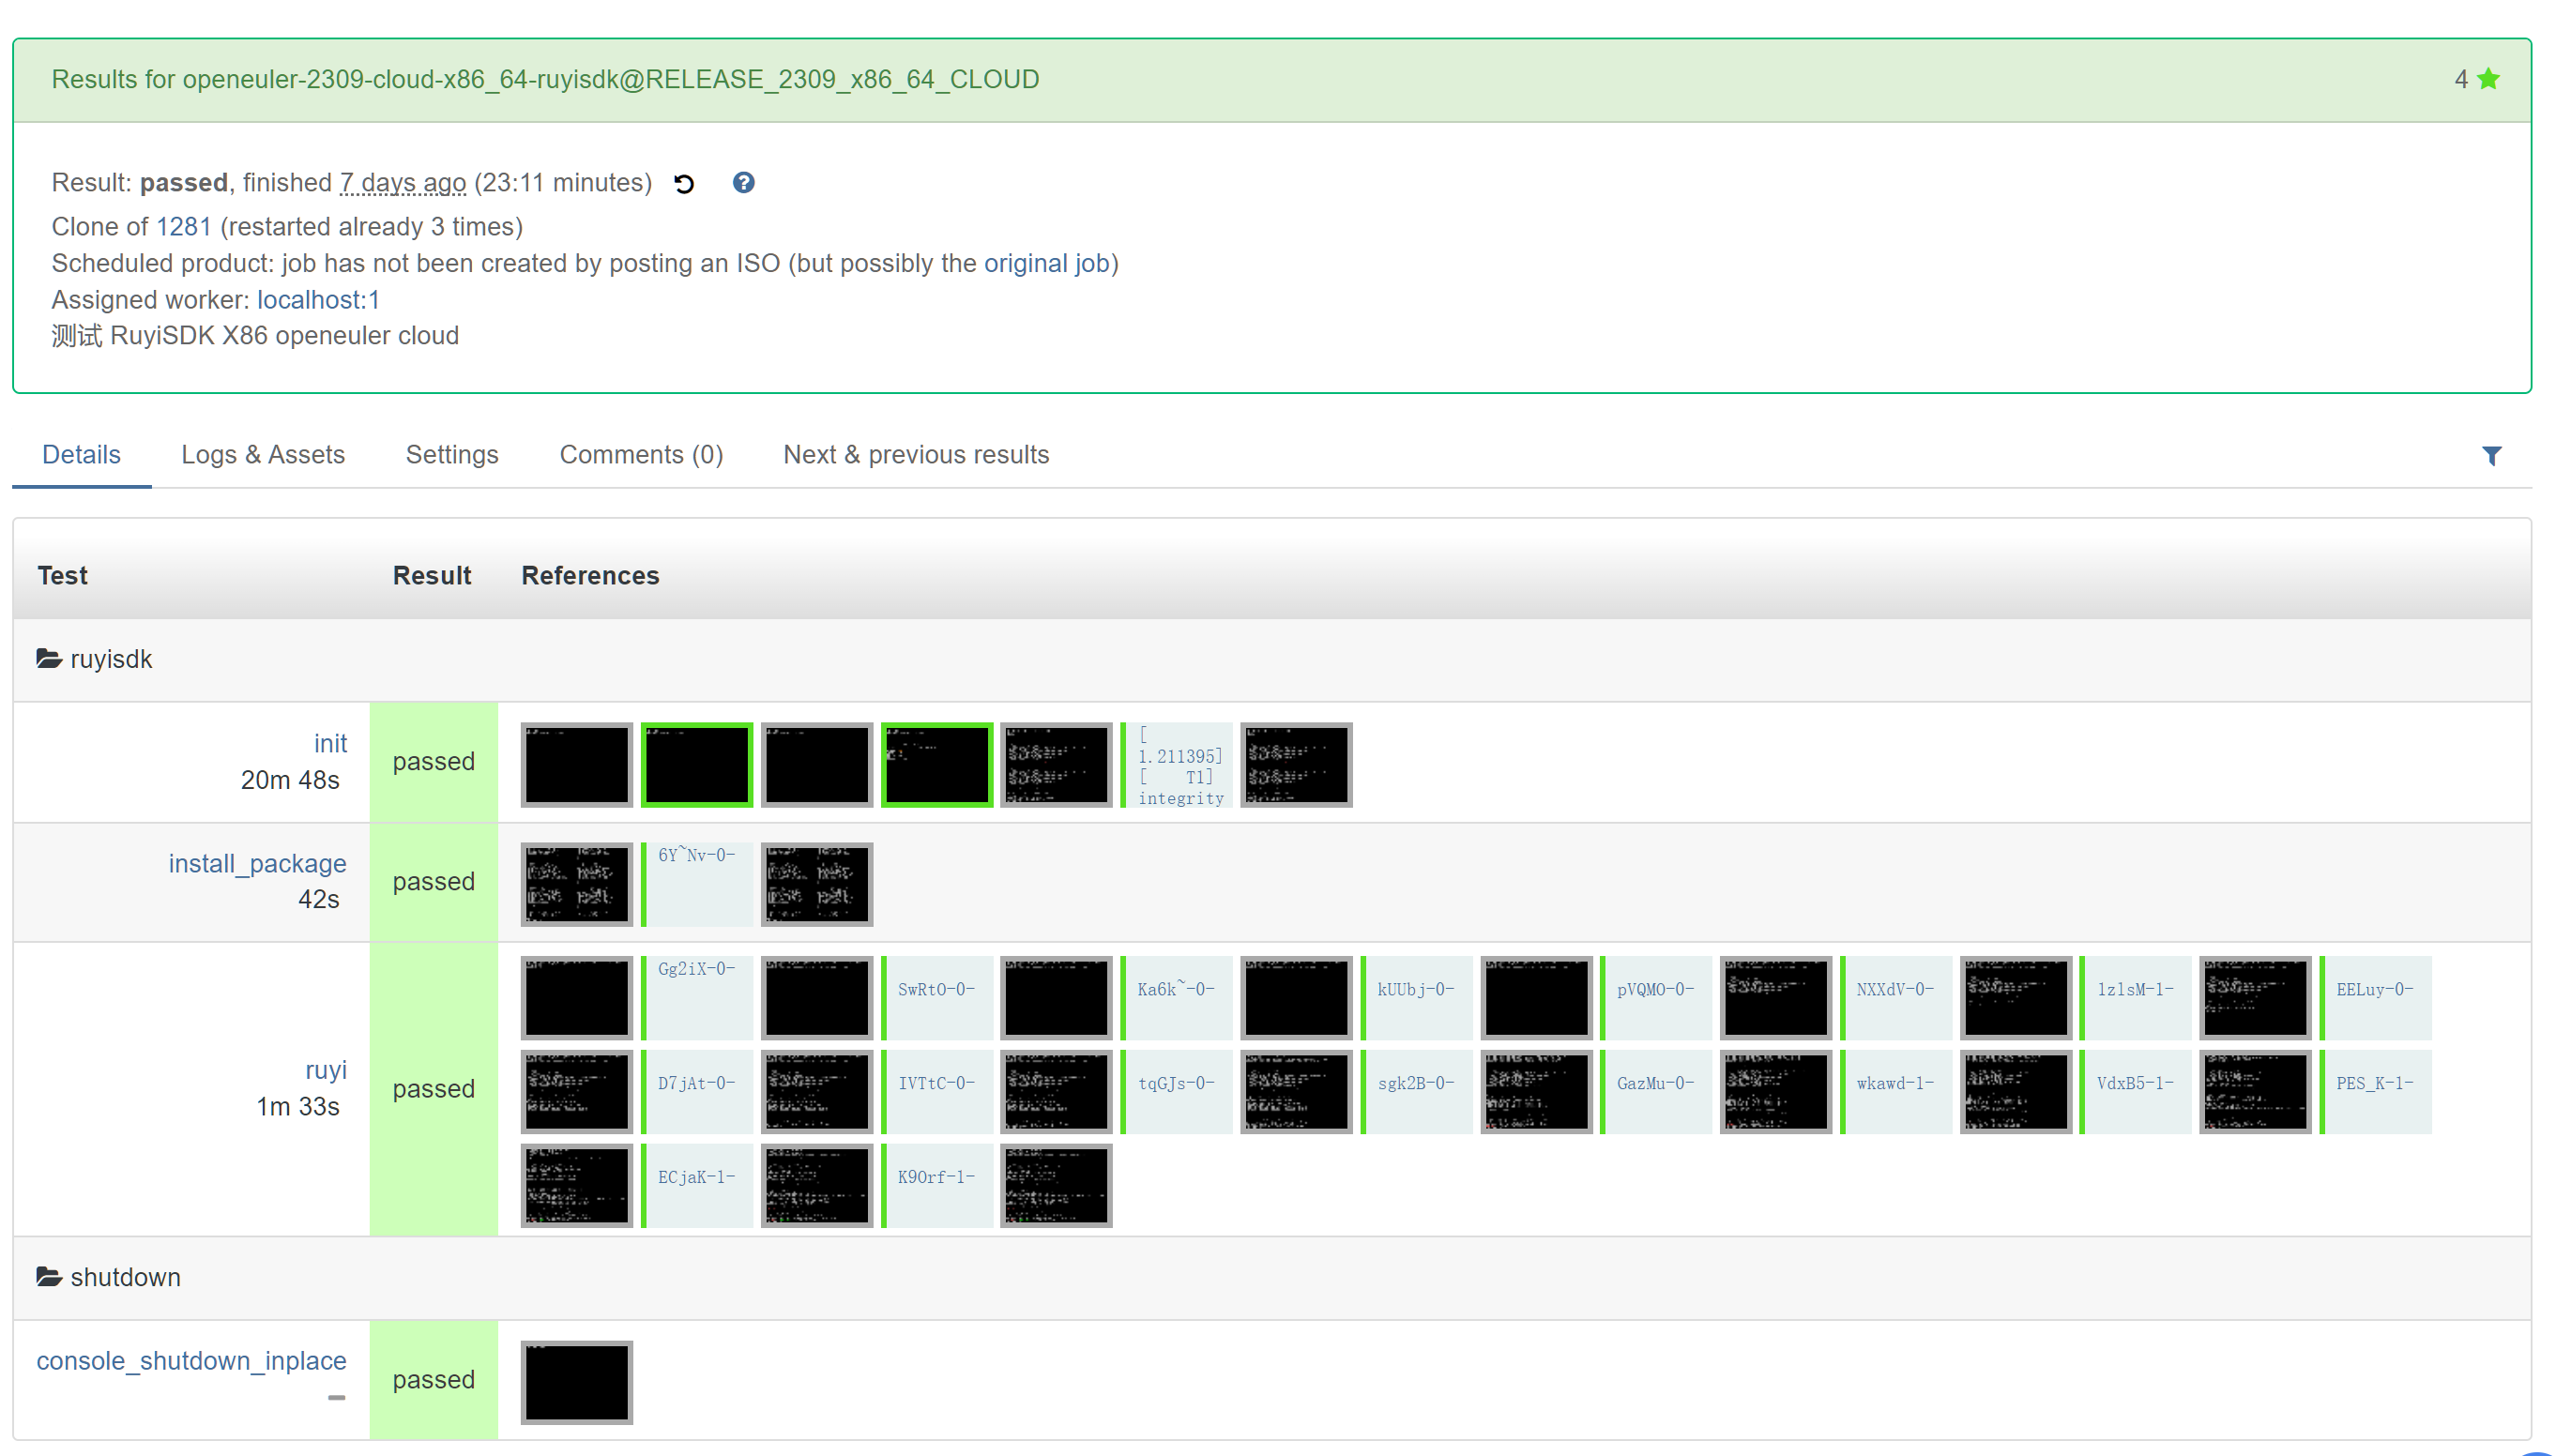 Results for openeuler-2309-cloud-x86_64-ruyisdk@RELEASE_2309_x86_64_CLOUD 4
Result: passed, finished 7 days ago (23:11 minutes)
Clone of 1281 (restarted already 3 times)
Scheduled product: job has not been created by posting an ISO (but possibly the original job)
Assigned worker: localhost:1
测试 RuyiSDK X86 openeuler cloud
Details Logs & Assets Settings Comments (0) Next & previous results
Test Result References
ruyisdk
init
20m 48s
passed
[
1.211395]
[ T1]
integrity
install_package
42s
passed
6Y~Nv-0-
ruyi
1m 33s
passed
Gg2iX-0- SwRtO-0- Ka6k~-0- kUUbj-0- pVQMO-0- NXXdV-0- EELuy-0-
D7jAt-0- IVTtC-0- tqGJs-0- sgk2B-0- GazMu-0- wkawd-1- VdxB5-1- PES_K-1-
ECjaK-1-
shutdown
console_shutdown_inplace
passed